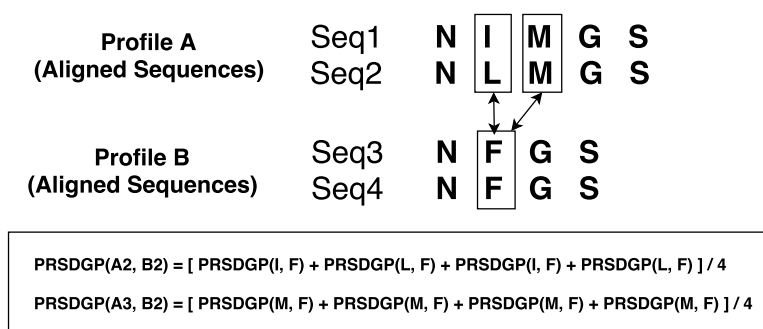 Profile A
(Aligned Sequences)
Seq1 N I M G S
Seq2 N L M G S
Profile B
(Aligned Sequences)
Seq3 N F G S
Seq4 N F G S
PRSDGP(A2, B2) = [ PRSDGP(I, F) + PRSDGP(L, F) + PRSDGP(I, F) + PRSDGP(L, F) ] / 4
PRSDGP(A3, B2) = [ PRSDGP(M, F) + PRSDGP(M, F) + PRSDGP(M, F) + PRSDGP(M, F) ] / 4